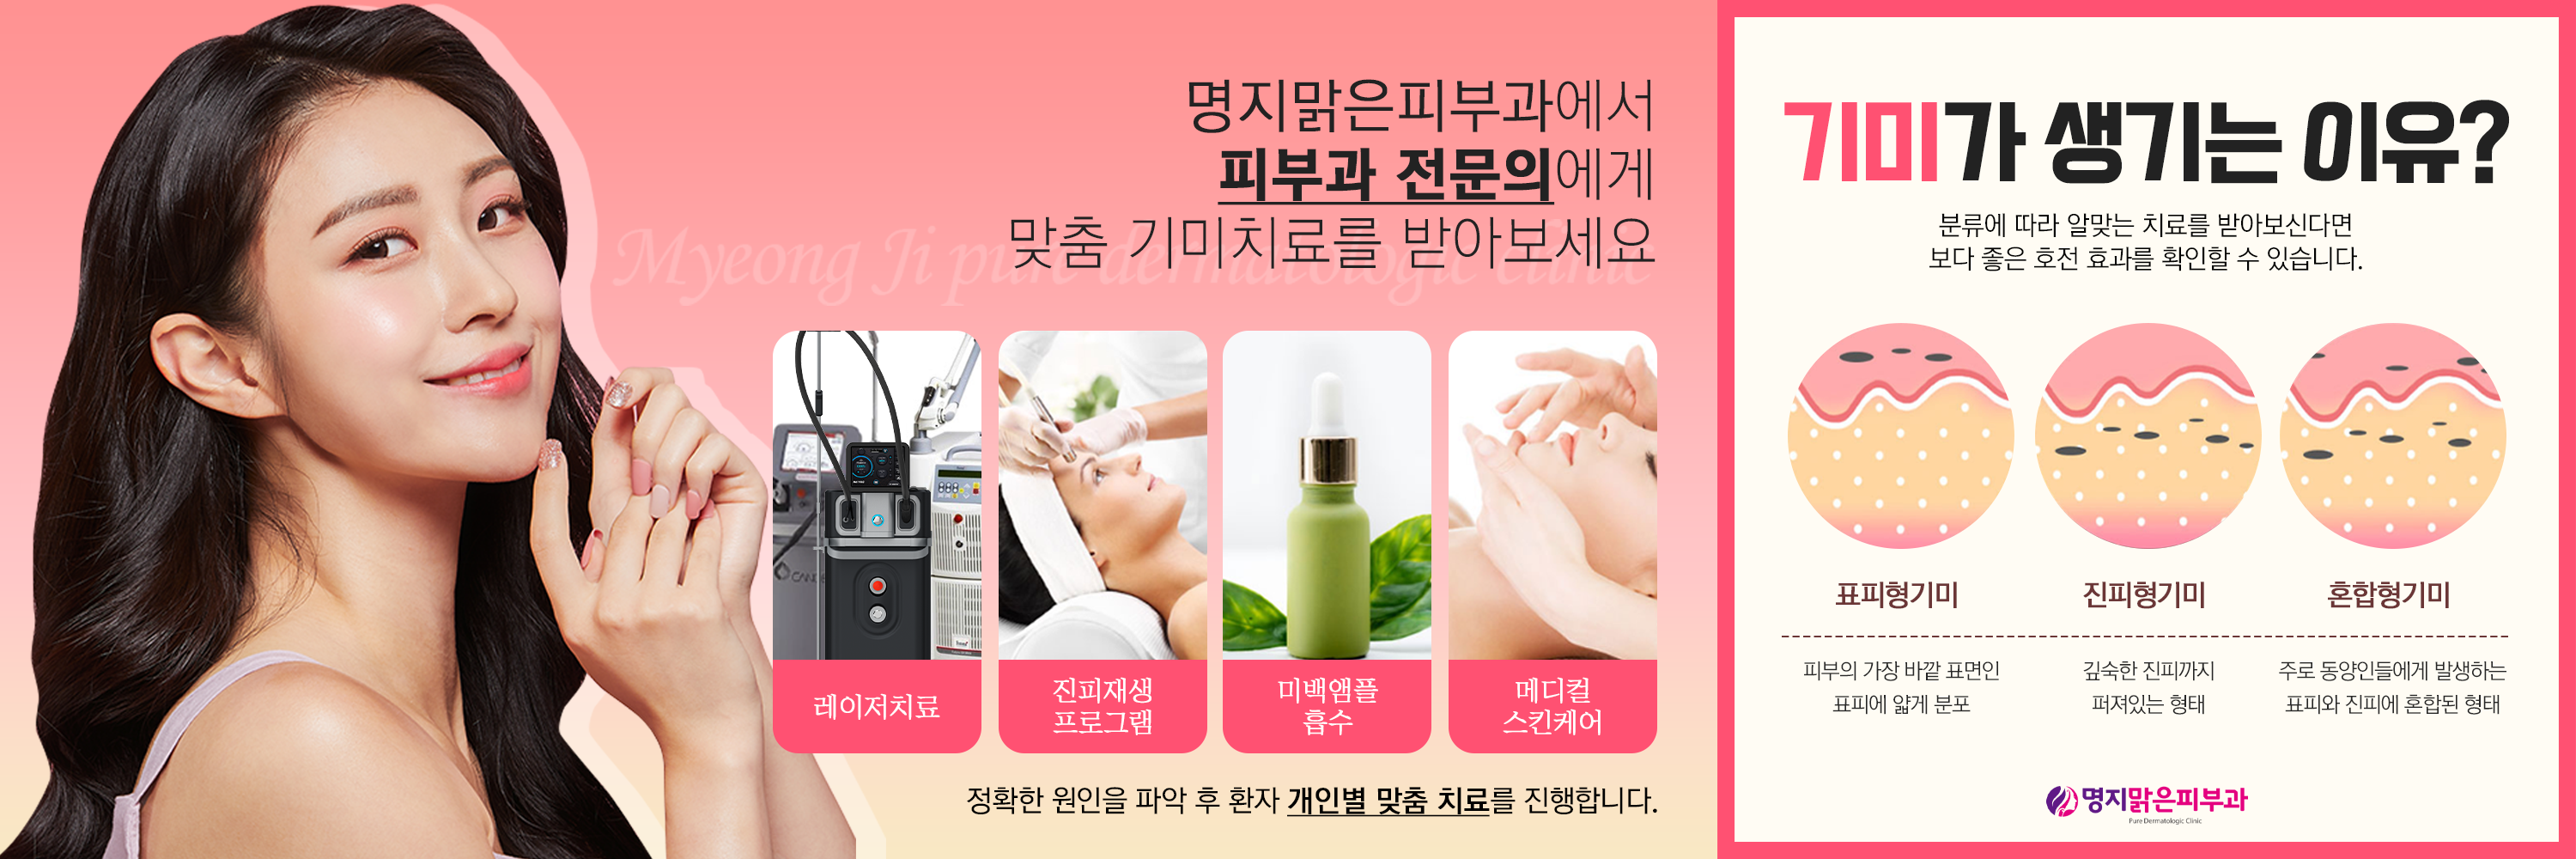 명지맑은피부과에서
피부과 전문의에게
맞춤 기미치료를 받아보세요
Myeong Ji pure dermatologic clinic
레이저치료
진피재생
프로그램
미백앰플
흡수
메디컬
스킨케어
정확한 원인을 파악 후 환자 개인별 맞춤 치료를 진행합니다.
기미가 생기는 이유?
분류에 따라 알맞는 치료를 받아보신다면
보다 좋은 호전 효과를 확인할 수 있습니다.
표피형기미
진피형기미
혼합형기미
피부의 가장 바깥 표면인
표피에 얇게 분포
깊숙한 진피까지
퍼져있는 형태
주로 동양인들에게 발생하는
표피와 진피에 혼합된 형태
명지맑은피부과
Pure Dermatologic Clinic